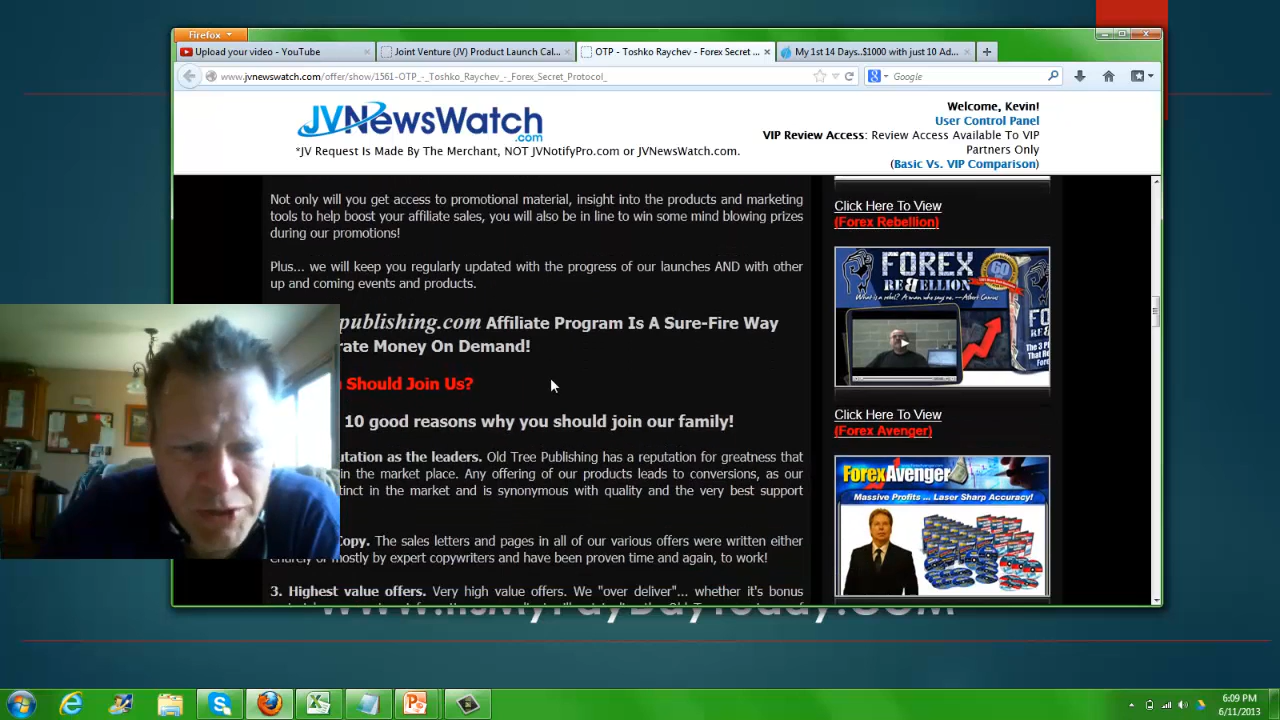 Firefox
Upload your video - YouTube
Joint Venture (JV) Product Launch Cal...
OTP - Toshko Raychev - Forex Secret ...
My 1st 14 Days..$1000 with just 10 Ad...
www.jvnewswatch.com/offer/show/1561-OTP_-_Toshko_Raychev_-_Forex_Secret_Protocol_
Google
JVNewsWatch
.com
*JV Request Is Made By The Merchant, NOT JVNotifyPro.com or JVNewsWatch.com.
Welcome, Kevin!
User Control Panel
VIP Review Access: Review Access Available To VIP
Partners Only
(Basic Vs. VIP Comparison)
Not only will you get access to promotional material, insight into the products and marketing
tools to help boost your affiliate sales, you will also be in line to win some mind blowing prizes
during our promotions!
Plus... we will keep you regularly updated with the progress of our launches AND with other
up and coming events and products.
publishing.com Affiliate Program Is A Sure-Fire Way
rate Money On Demand!
Should Join Us?
10 good reasons why you should join our family!
utation as the leaders. Old Tree Publishing has a reputation for greatness that
in the market place. Any offering of our products leads to conversions, as our
tinct in the market and is synonymous with quality and the very best support
Copy. The sales letters and pages in all of our various offers were written either
entirely or mostly by expert copywriters and have been proven time and again, to work!
3. Highest value offers. Very high value offers. We "over deliver"... whether it's bonus
Click Here To View
(Forex Rebellion)
FOREX
REBELLION
What is a rebel? A man who says no. - Albert Camus
60
Click Here To View
(Forex Avenger)
ForexAvenger
Massive Profits ... Laser Sharp Accuracy!
6:09 PM
6/11/2013